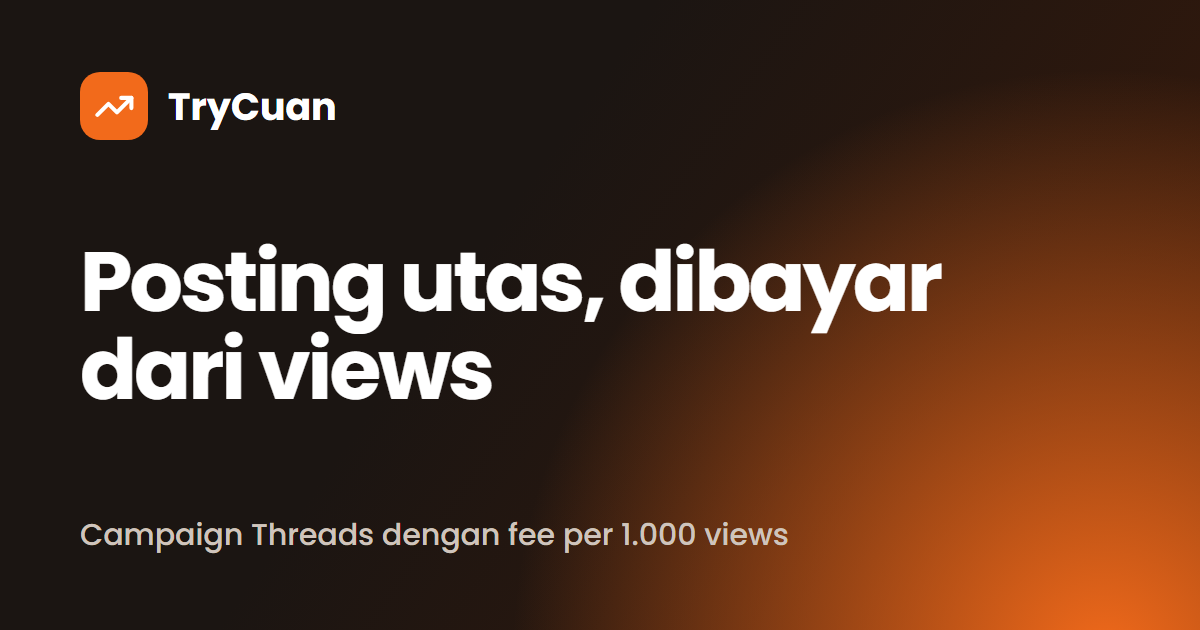 TryCuan
Posting utas, dibayar
dari views
Campaign Threads dengan fee per 1.000 views